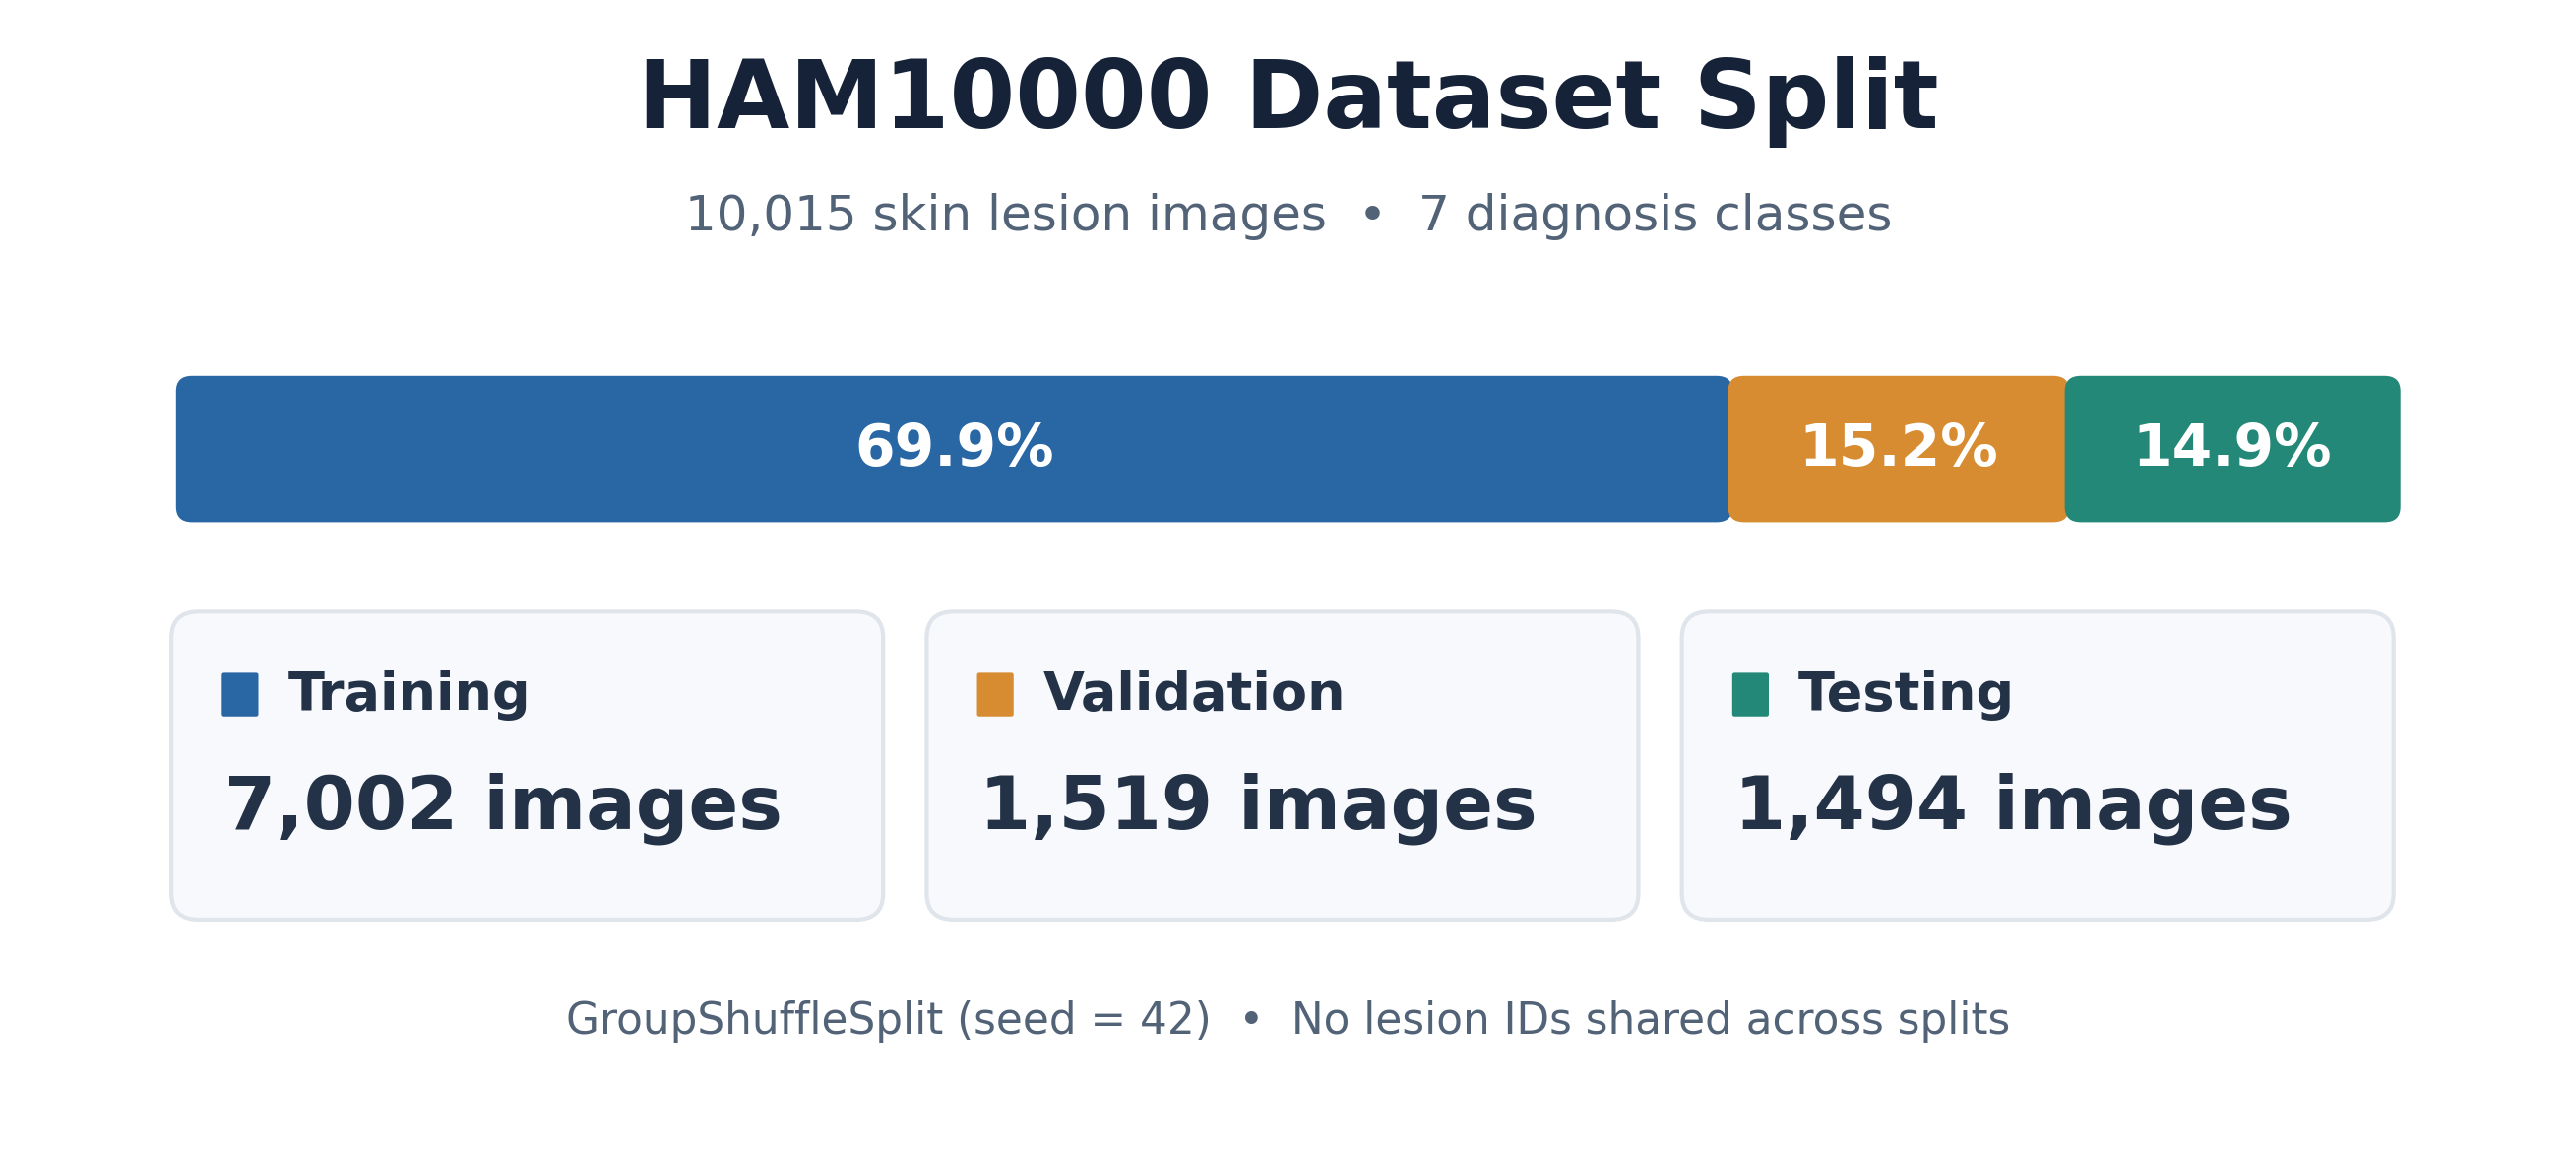 HAM10000 Dataset Split
10,015 skin lesion images • 7 diagnosis classes
69.9% 15.2% 14.9%
Training
7,002 images
Validation
1,519 images
Testing
1,494 images
GroupShuffleSplit (seed = 42) • No lesion IDs shared across splits